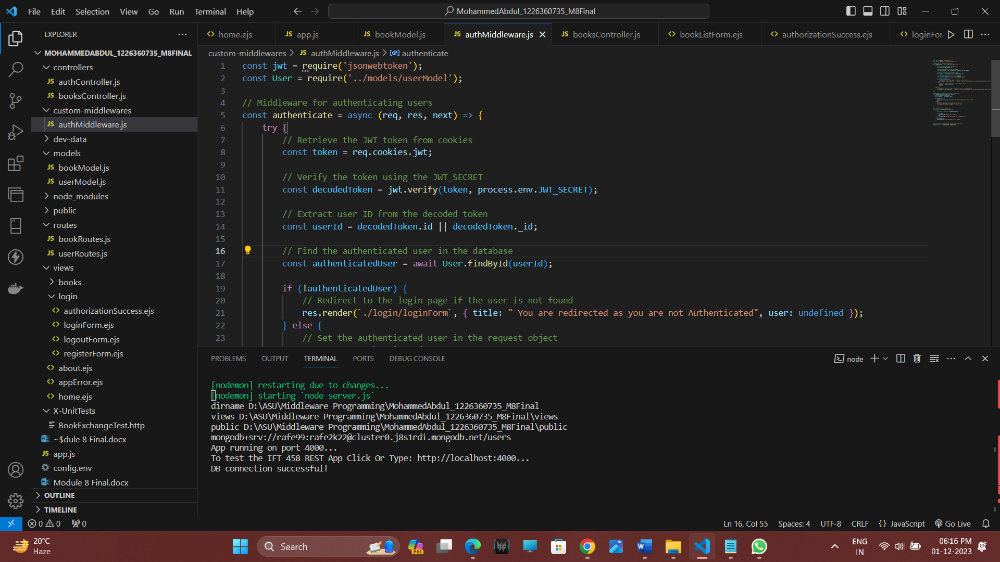 File Edit Selection View Go Run Terminal Help
MohammedAbdul_1226360735_M8Final
EXPLORER
MOHAMMEDABDUL_1226360735_M8FINAL
controllers
JS authController.js
JS booksController.js
custom-middlewares
JS authMiddleware.js
dev-data
models
JS bookModel.js
JS userModel.js
node_modules
public
routes
JS bookRoutes.js
JS userRoutes.js
views
books
login
<> authorizationSuccess.ejs
<> loginForm.ejs
<> logoutForm.ejs
<> registerForm.ejs
<> about.ejs
<> appError.ejs
<> home.ejs
X-UnitTests
BookExchangeTest.http
~$dule 8 Final.docx
JS app.js
config.env
Module 8 Final.docx
OUTLINE
TIMELINE
<> home.ejs JS app.js JS bookModel.js JS authMiddleware.js JS booksController.js <> bookListForm.ejs <> authorizationSuccess.ejs <> loginFor
custom-middlewares > JS authMiddleware.js > authenticate
1 const jwt = require('jsonwebtoken');
2 const User = require('../models/userModel');
3
4 // Middleware for authenticating users
5 const authenticate = async (req, res, next) => {
6 try {
7 // Retrieve the JWT token from cookies
8 const token = req.cookies.jwt;
9
10 // Verify the token using the JWT_SECRET
11 const decodedToken = jwt.verify(token, process.env.JWT_SECRET);
12
13 // Extract user ID from the decoded token
14 const userId = decodedToken.id || decodedToken._id;
15
16 // Find the authenticated user in the database
17 const authenticatedUser = await User.findById(userId);
18
19 if (!authenticatedUser) {
20 // Redirect to the login page if the user is not found
21 res.render(`./login/loginForm`, { title: " You are redirected as you are not Authenticated", user: undefined });
22 } else {
23 // Set the authenticated user in the request object
PROBLEMS OUTPUT TERMINAL PORTS DEBUG CONSOLE
node
[nodemon] restarting due to changes...
[nodemon] starting `node server.js`
dirname D:\ASU\Middleware Programming\MohammedAbdul_1226360735_M8Final
views D:\ASU\Middleware Programming\MohammedAbdul_1226360735_M8Final\views
public D:\ASU\Middleware Programming\MohammedAbdul_1226360735_M8Final\public
mongodb+srv://rafe99:rafe2k22@cluster0.j8s1rdi.mongodb.net/users
App running on port 4000...
To test the IFT 458 REST App Click Or Type: http://localhost:4000...
DB connection successful!
0 0 0
Ln 16, Col 55 Spaces: 4 UTF-8 CRLF {} JavaScript Go Live
20°C
Haze
Search
PRE
ENG
IN
06:16 PM
01-12-2023